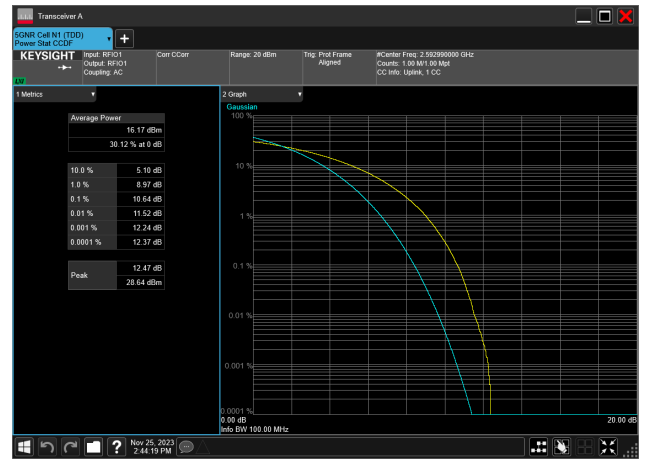 Transceiver A
5GNR Cell N1 (TDD)
Power Stat CCDF
KEYSIGHT
Input: RFIO1
Output: RFIO1
Coupling: AC
Corr CCorr
Range: 20 dBm
Trig: Prot Frame
Aligned
#Center Freq: 2.592990000 GHz
Counts: 1.00 M/1.00 Mpt
CC Info: Uplink, 1 CC
1 Metrics
Average Power
16.17 dBm
30.12 % at 0 dB
10.0 % 5.10 dB
1.0 % 8.97 dB
0.1 % 10.64 dB
0.01 % 11.52 dB
0.001 % 12.24 dB
0.0001 % 12.37 dB
Peak
12.47 dB
28.64 dBm
2 Graph
Gaussian
100 %
10 %
1 %
0.1 %
0.01 %
0.001 %
0.0001 %
0.00 dB
20.00 dB
Info BW 100.00 MHz
Nov 25, 2023
2:44:19 PM